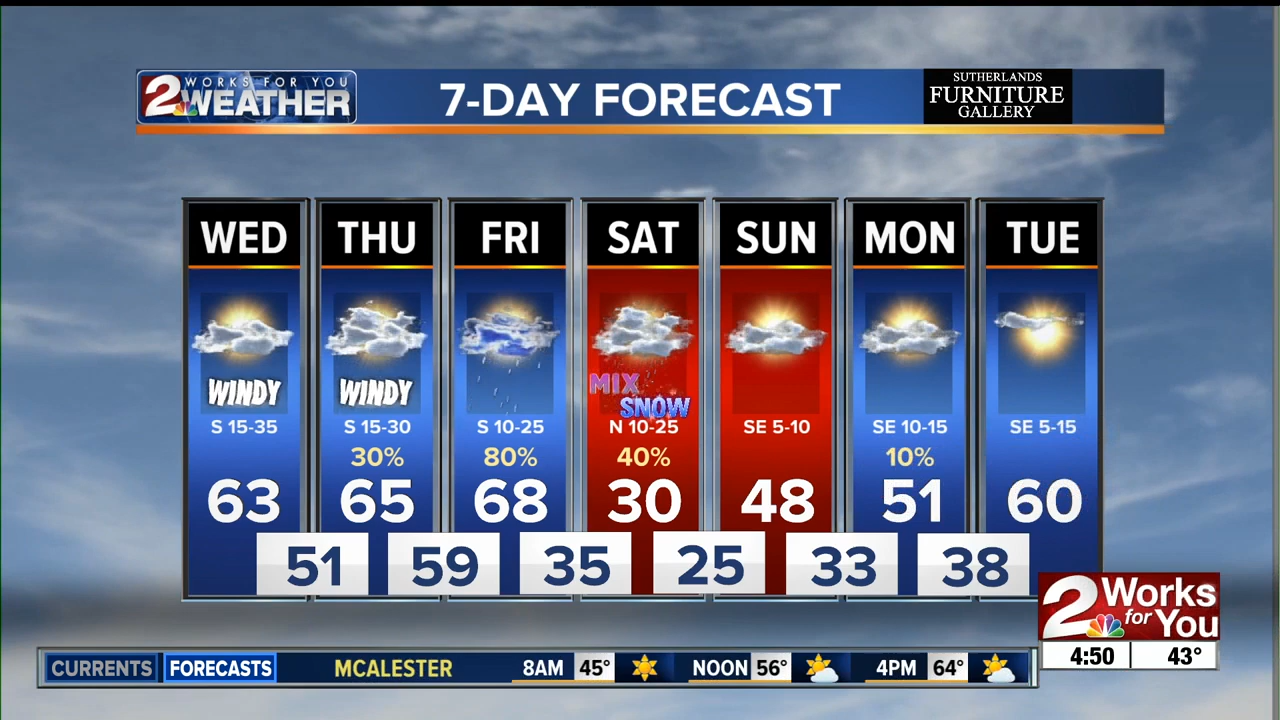 2 WORKS FOR YOU
WEATHER
7-DAY FORECAST
SUTHERLANDS
FURNITURE
GALLERY
WED THU FRI SAT SUN MON TUE
WINDY WINDY MIX
SNOW
S 15-35 S 15-30 S 10-25 N 10-25 SE 5-10 SE 10-15 SE 5-15
30% 80% 40% 10%
63 65 68 30 48 51 60
51 59 35 25 33 38
2 Works
for You
4:50 43°
CURRENTS FORECASTS MCALESTER 8AM 45° NOON 56° 4PM 64°